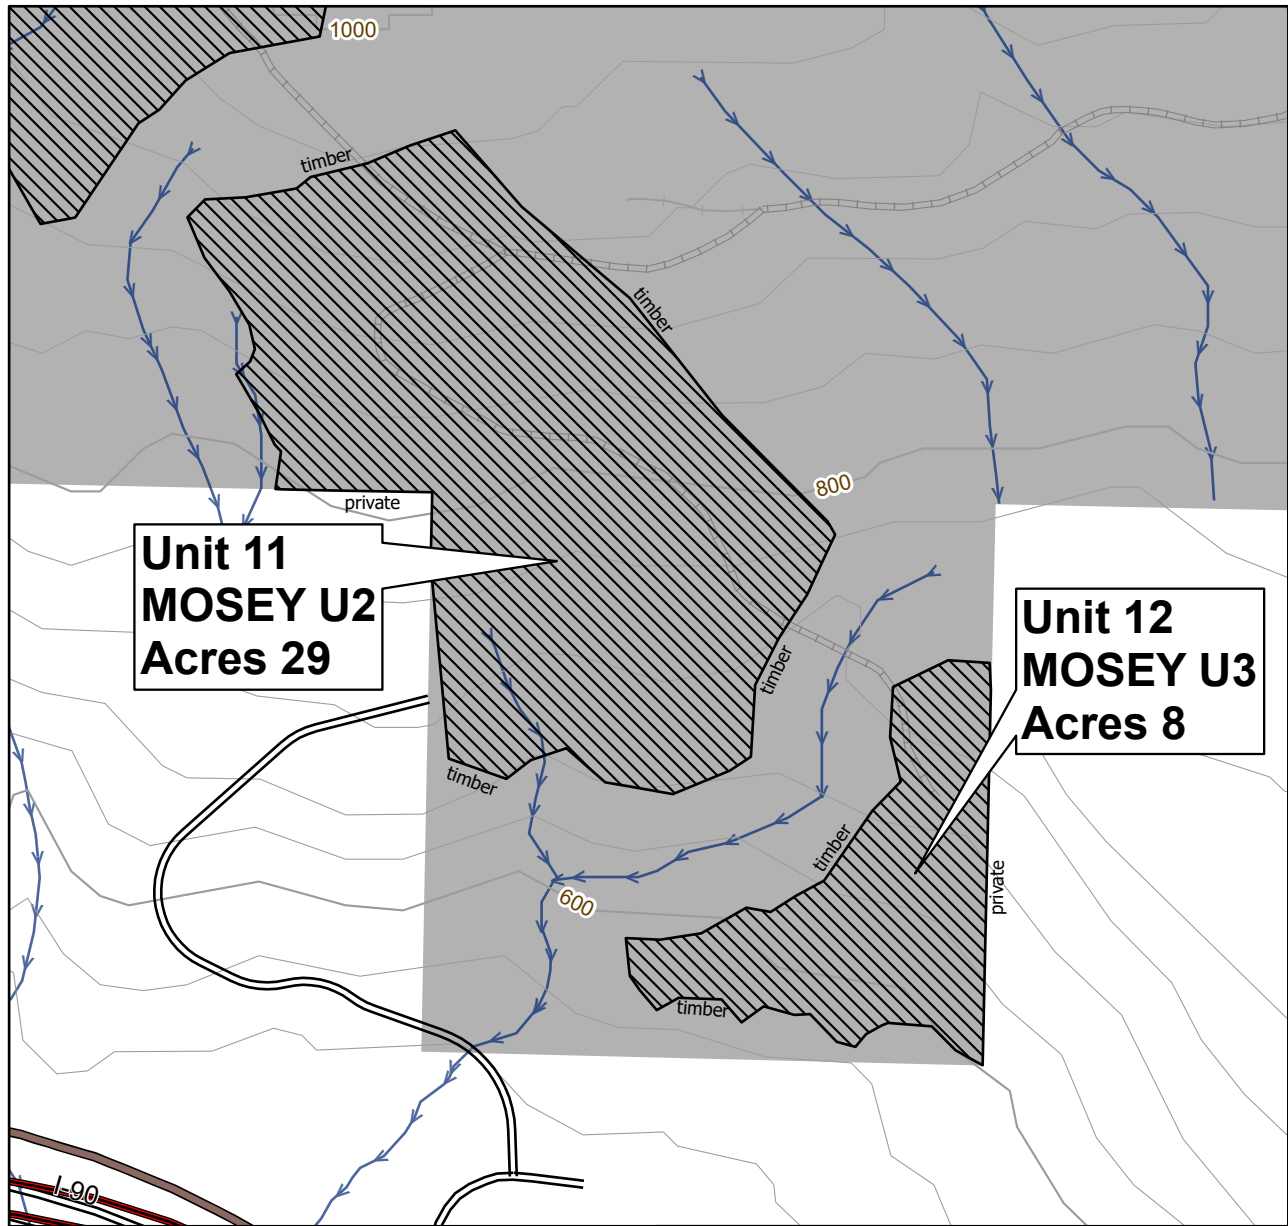 1000
timber
timber
800
private
Unit 11
MOSEY U2
Acres 29
Unit 12
MOSEY U3
Acres 8
timber
timber
timber
private
600
timber
I-90